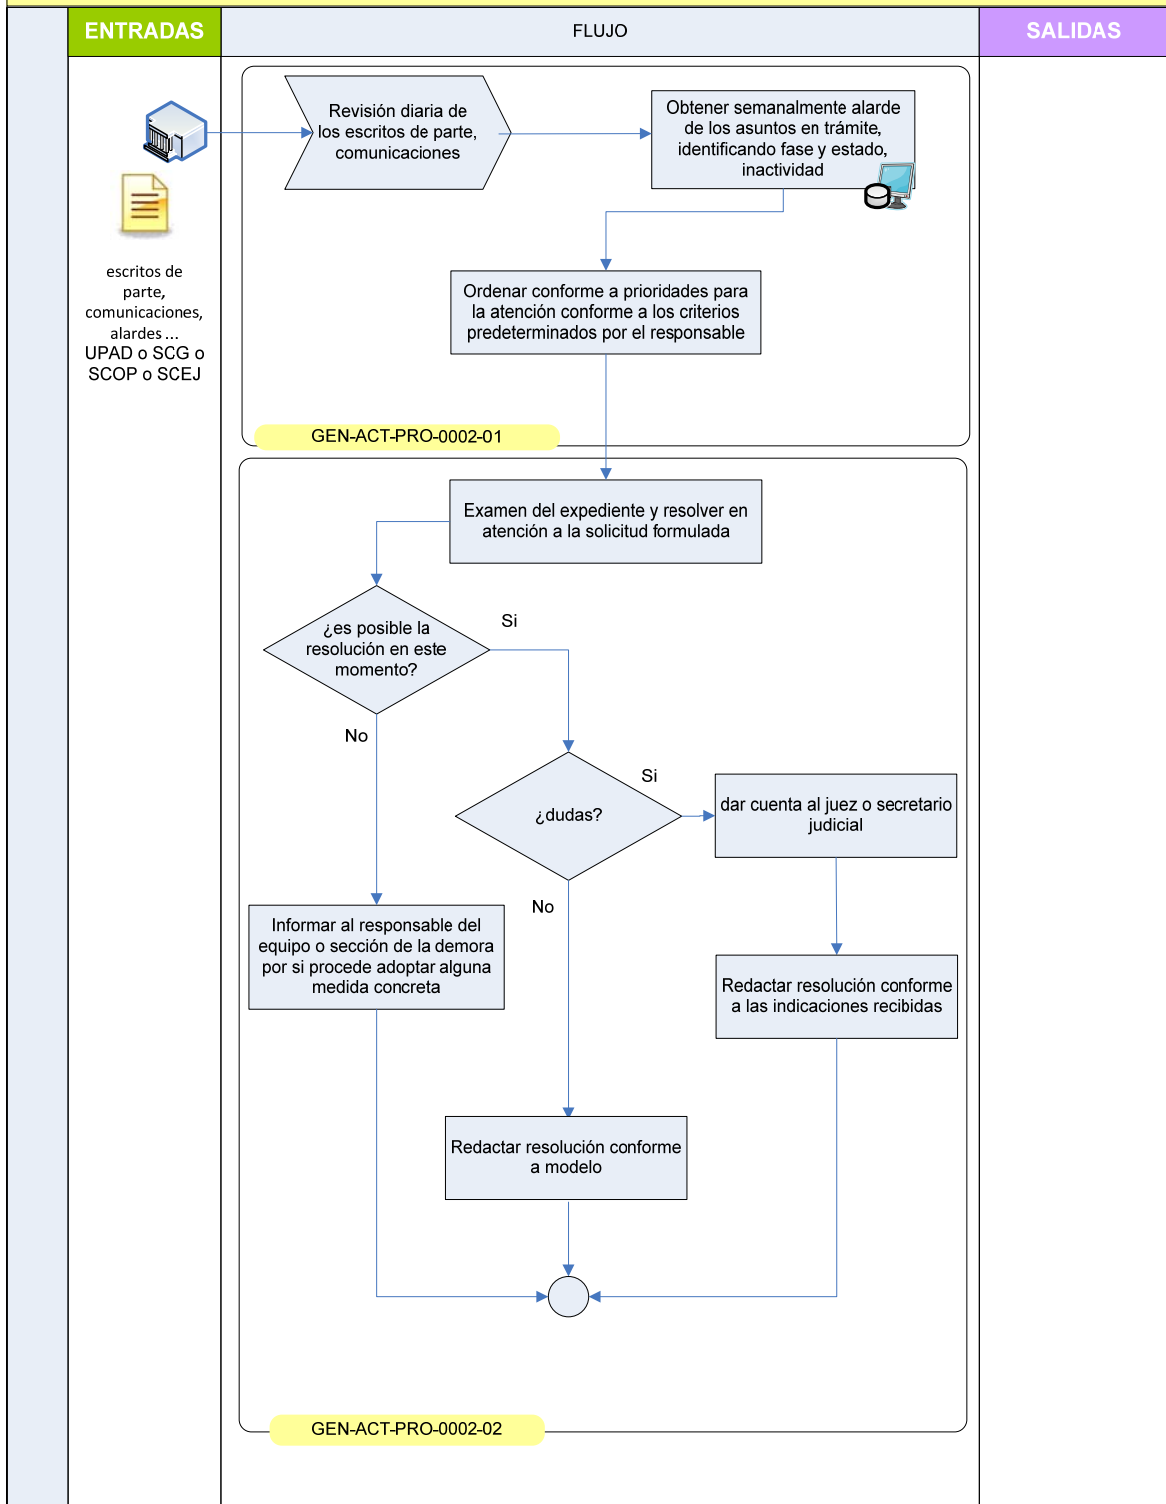 ENTRADAS
FLUJO
SALIDAS
Revisión diaria de
los escritos de parte,
comunicaciones
Obtener semanalmente alarde
de los asuntos en trámite,
identificando fase y estado,
inactividad
escritos de
parte,
comunicaciones,
alardes ...
UPAD o SCG o
SCOP o SCEJ
Ordenar conforme a prioridades para
la atención conforme a los criterios
predeterminados por el responsable
GEN-ACT-PRO-0002-01
Examen del expediente y resolver en
atención a la solicitud formulada
¿es posible la
resolución en este
momento?
Si
No
¿dudas?
Si
dar cuenta al juez o secretario
judicial
No
Informar al responsable del
equipo o sección de la demora
por si procede adoptar alguna
medida concreta
Redactar resolución conforme
a las indicaciones recibidas
Redactar resolución conforme
a modelo
GEN-ACT-PRO-0002-02